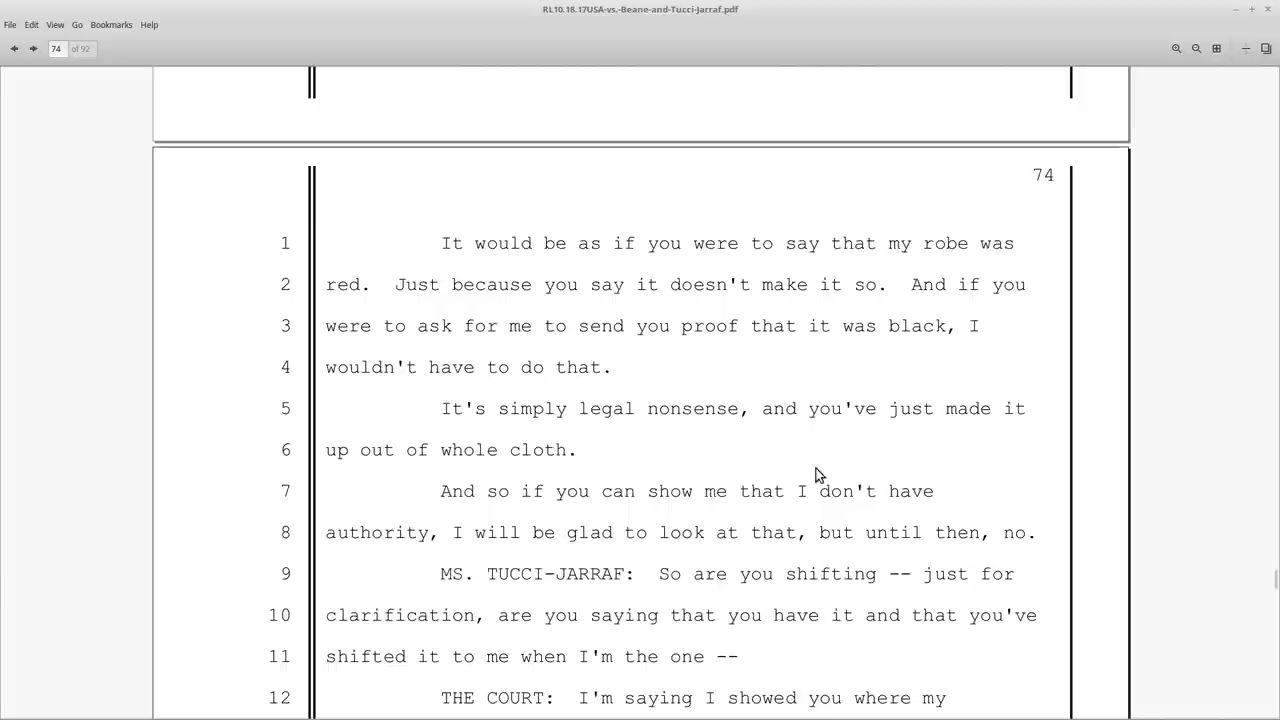 RL10.18.17USA-vs.-Beane-and-Tucci-Jarraf.pdf
File Edit View Go Bookmarks Help
74 of 92
74
1 It would be as if you were to say that my robe was
2 red. Just because you say it doesn't make it so. And if you
3 were to ask for me to send you proof that it was black, I
4 wouldn't have to do that.
5 It's simply legal nonsense, and you've just made it
6 up out of whole cloth.
7 And so if you can show me that I don't have
8 authority, I will be glad to look at that, but until then, no.
9 MS. TUCCI-JARRAF: So are you shifting -- just for
10 clarification, are you saying that you have it and that you've
11 shifted it to me when I'm the one --
12 THE COURT: I'm saying I showed you where my